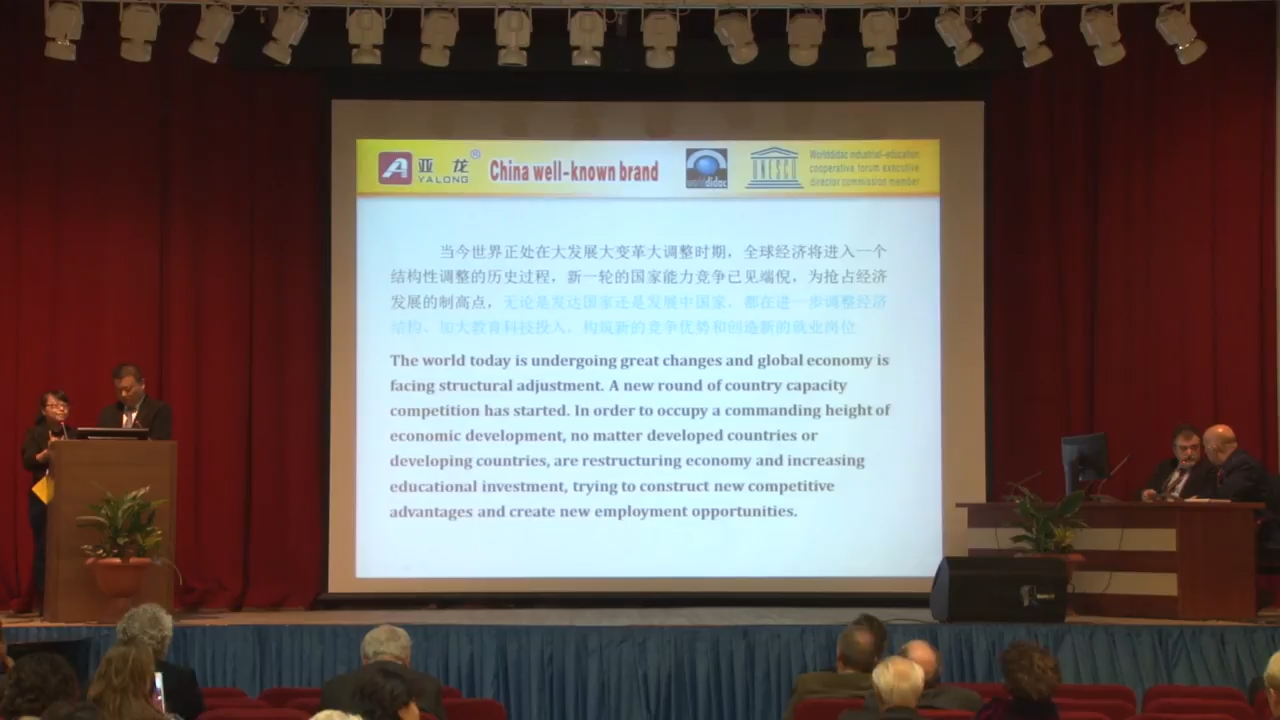 亚龙®
YALONG
China well-known brand
worlddidac
UNESCO
Worlddidac industrial-education
cooperative forum executive
director commission member
当今世界正处在大发展大变革大调整时期，全球经济将进入一个
结构性调整的历史过程，新一轮的国家能力竞争已见端倪，为抢占经济
发展的制高点，无论是发达国家还是发展中国家，都在进一步调整经济
结构、加大教育科技投入，构筑新的竞争优势和创造新的就业岗位
The world today is undergoing great changes and global economy is
facing structural adjustment. A new round of country capacity
competition has started. In order to occupy a commanding height of
economic development, no matter developed countries or
developing countries, are restructuring economy and increasing
educational investment, trying to construct new competitive
advantages and create new employment opportunities.